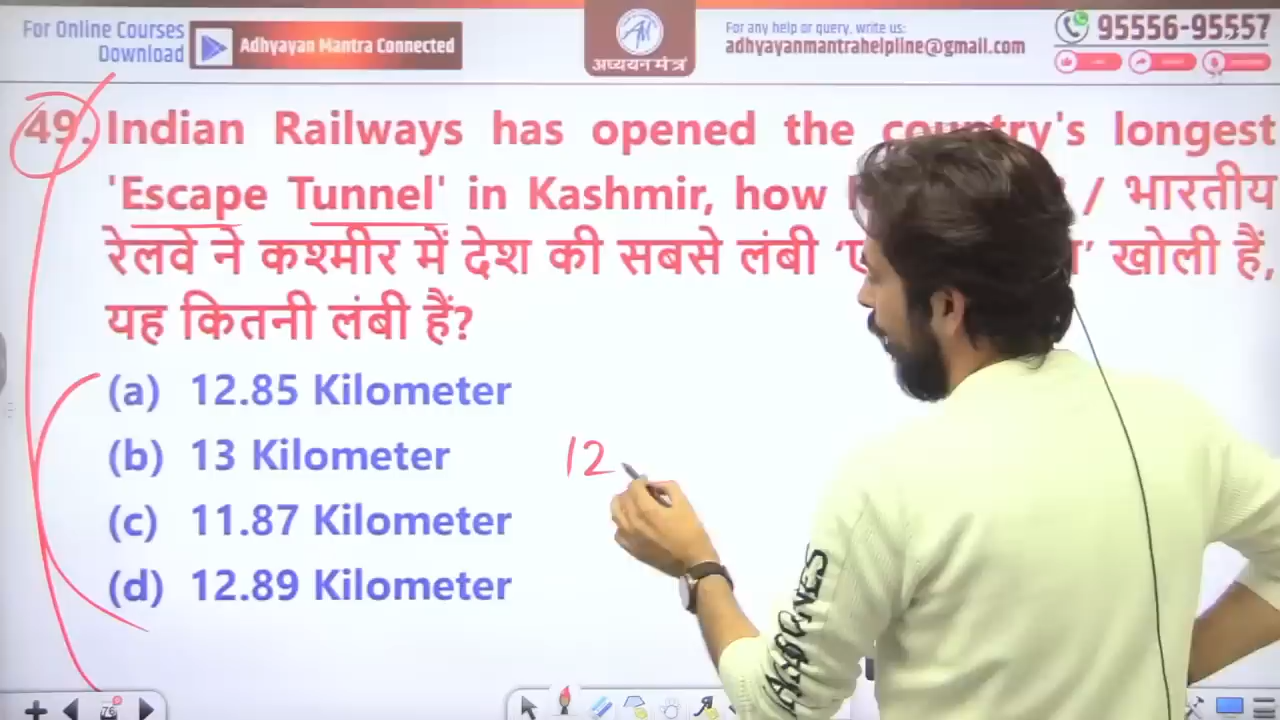 For Online Courses
Download
Adhyayan Mantra Connected
अध्ययन मंत्र
For any help or query, write us:
adhyayanmantrahelpline@gmail.com
95556-95557
49. Indian Railways has opened the country's longest
'Escape Tunnel' in Kashmir, how / भारतीय
रेलवे ने कश्मीर में देश की सबसे लंबी खोली हैं,
यह कितनी लंबी हैं?
(a) 12.85 Kilometer
(b) 13 Kilometer
12
(c) 11.87 Kilometer
(d) 12.89 Kilometer